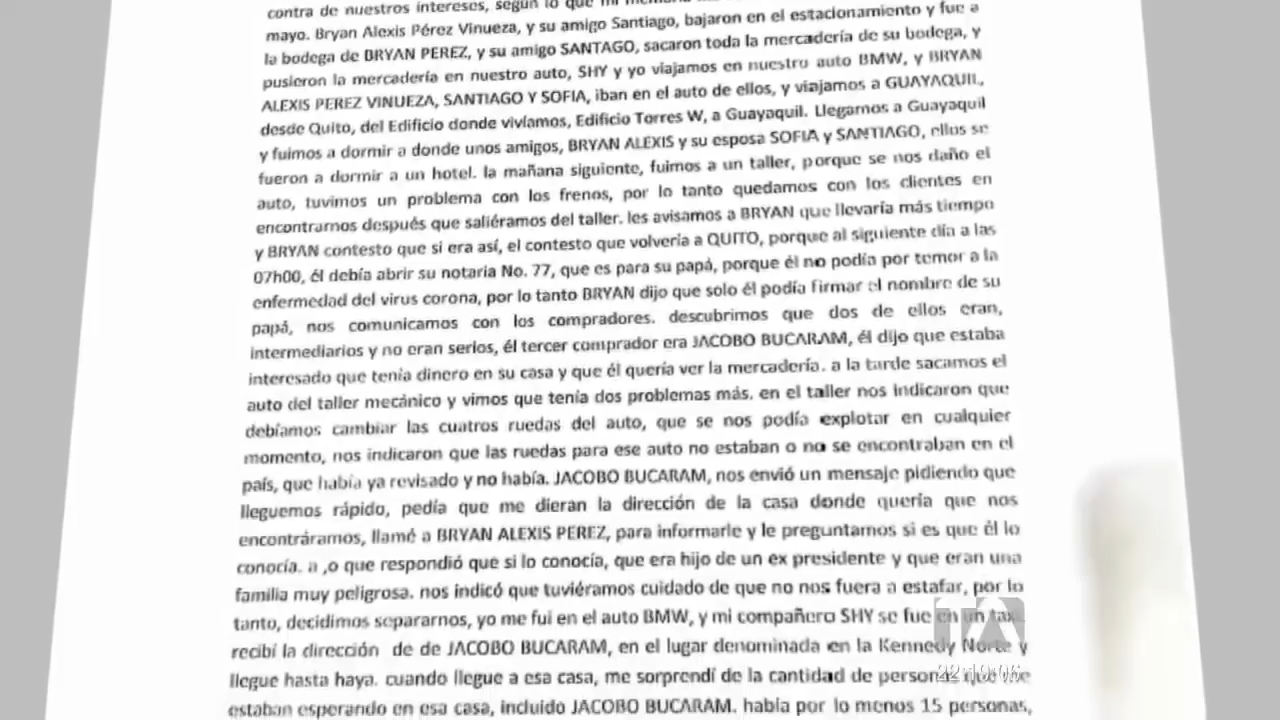 contra de nuestros intereses, según lo que mi
mayo. Bryan Alexis Pérez Vinueza, y su amigo Santiago, bajaron en el estacionamiento y fue a
la bodega de BRYAN PEREZ, y su amigo SANTAGO, sacaron toda la mercadería de su bodega, y
pusieron la mercadería en nuestro auto, SHY y yo viajamos en nuestro auto BMW, y BRYAN
ALEXIS PEREZ VINUEZA, SANTIAGO Y SOFIA, iban en el auto de ellos, y viajamos a GUAYAQUIL,
desde Quito, del Edificio donde vivíamos, Edificio Torres W, a Guayaquil. Llegamos a Guayaquil
y fuimos a dormir a donde unos amigos, BRYAN ALEXIS y su esposa SOFIA y SANTIAGO, ellos se
fueron a dormir a un hotel. la mañana siguiente, fuimos a un taller, porque se nos daño el
auto, tuvimos un problema con los frenos, por lo tanto quedamos con los clientes en
encontrarnos después que saliéramos del taller. les avisamos a BRYAN que llevaría más tiempo
y BRYAN contesto que si era así, el contesto que volvería a QUITO, porque al siguiente día a las
07h00, él debía abrir su notaria No. 77, que es para su papá, porque él no podía por temor a la
enfermedad del virus corona, por lo tanto BRYAN dijo que solo él podía firmar el nombre de su
papá, nos comunicamos con los compradores. descubrimos que dos de ellos eran,
intermediarios y no eran serios, él tercer comprador era JACOBO BUCARAM, él dijo que estaba
interesado que tenía dinero en su casa y que él quería ver la mercadería. a la tarde sacamos el
auto del taller mecánico y vimos que tenía dos problemas más. en el taller nos indicaron que
debíamos cambiar las cuatros ruedas del auto, que se nos podía explotar en cualquier
momento, nos indicaron que las ruedas para ese auto no estaban o no se encontraban en el
país, que había ya revisado y no había. JACOBO BUCARAM, nos envió un mensaje pidiendo que
lleguemos rápido, pedía que me dieran la dirección de la casa donde quería que nos
encontráramos, llamé a BRYAN ALEXIS PEREZ, para informarle y le preguntamos si es que él lo
conocía. a ,o que respondió que si lo conocía, que era hijo de un ex presidente y que eran una
familia muy peligrosa. nos indicó que tuviéramos cuidado de que no nos fuera a estafar, por lo
tanto, decidimos separarnos, yo me fui en el auto BMW, y mi compañero SHY se fue en un taxi
recibí la dirección de de JACOBO BUCARAM, en el lugar denominada en la Kennedy Norte y
llegue hasta haya. cuando llegue a esa casa, me sorprendí de la cantidad de personas que
estaban esperando en esa casa, incluido JACOBO BUCARAM. había por lo menos 15 personas,
TA
22:19:06